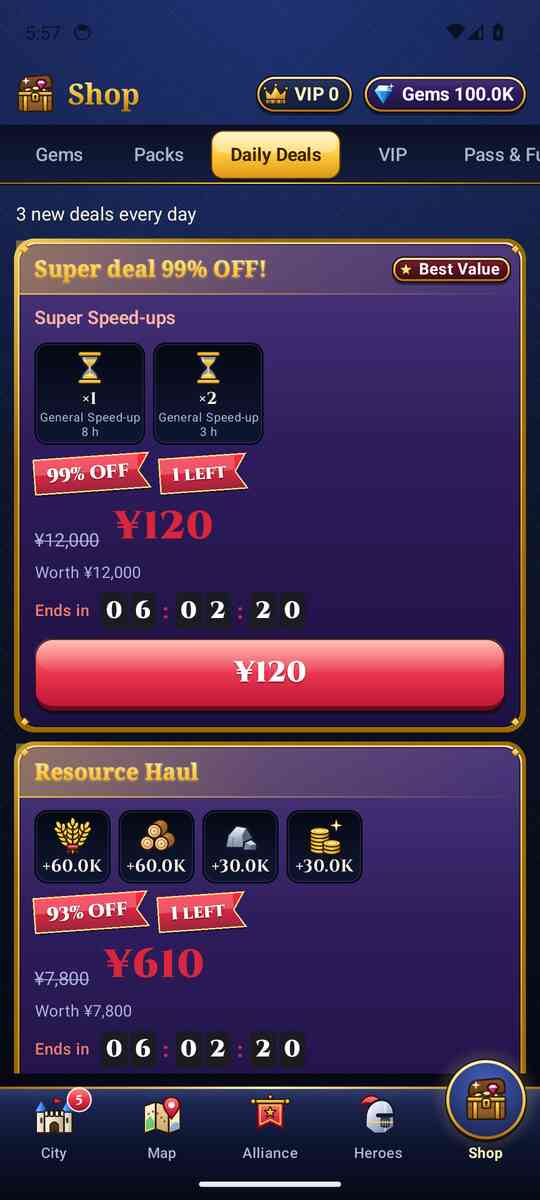 5:57
Shop
VIP 0
Gems 100.0K
Gems
Packs
Daily Deals
VIP
Pass & Fu
3 new deals every day
Super deal 99% OFF!
Best Value
Super Speed-ups
×1
General Speed-up
8 h
×2
General Speed-up
3 h
99% OFF
1 LEFT
¥12,000
¥120
Worth ¥12,000
Ends in 06:02:20
¥120
Resource Haul
+60.0K
+60.0K
+30.0K
+30.0K
93% OFF
1 LEFT
¥7,800
¥610
Worth ¥7,800
Ends in 06:02:20
5
City
Map
Alliance
Heroes
Shop